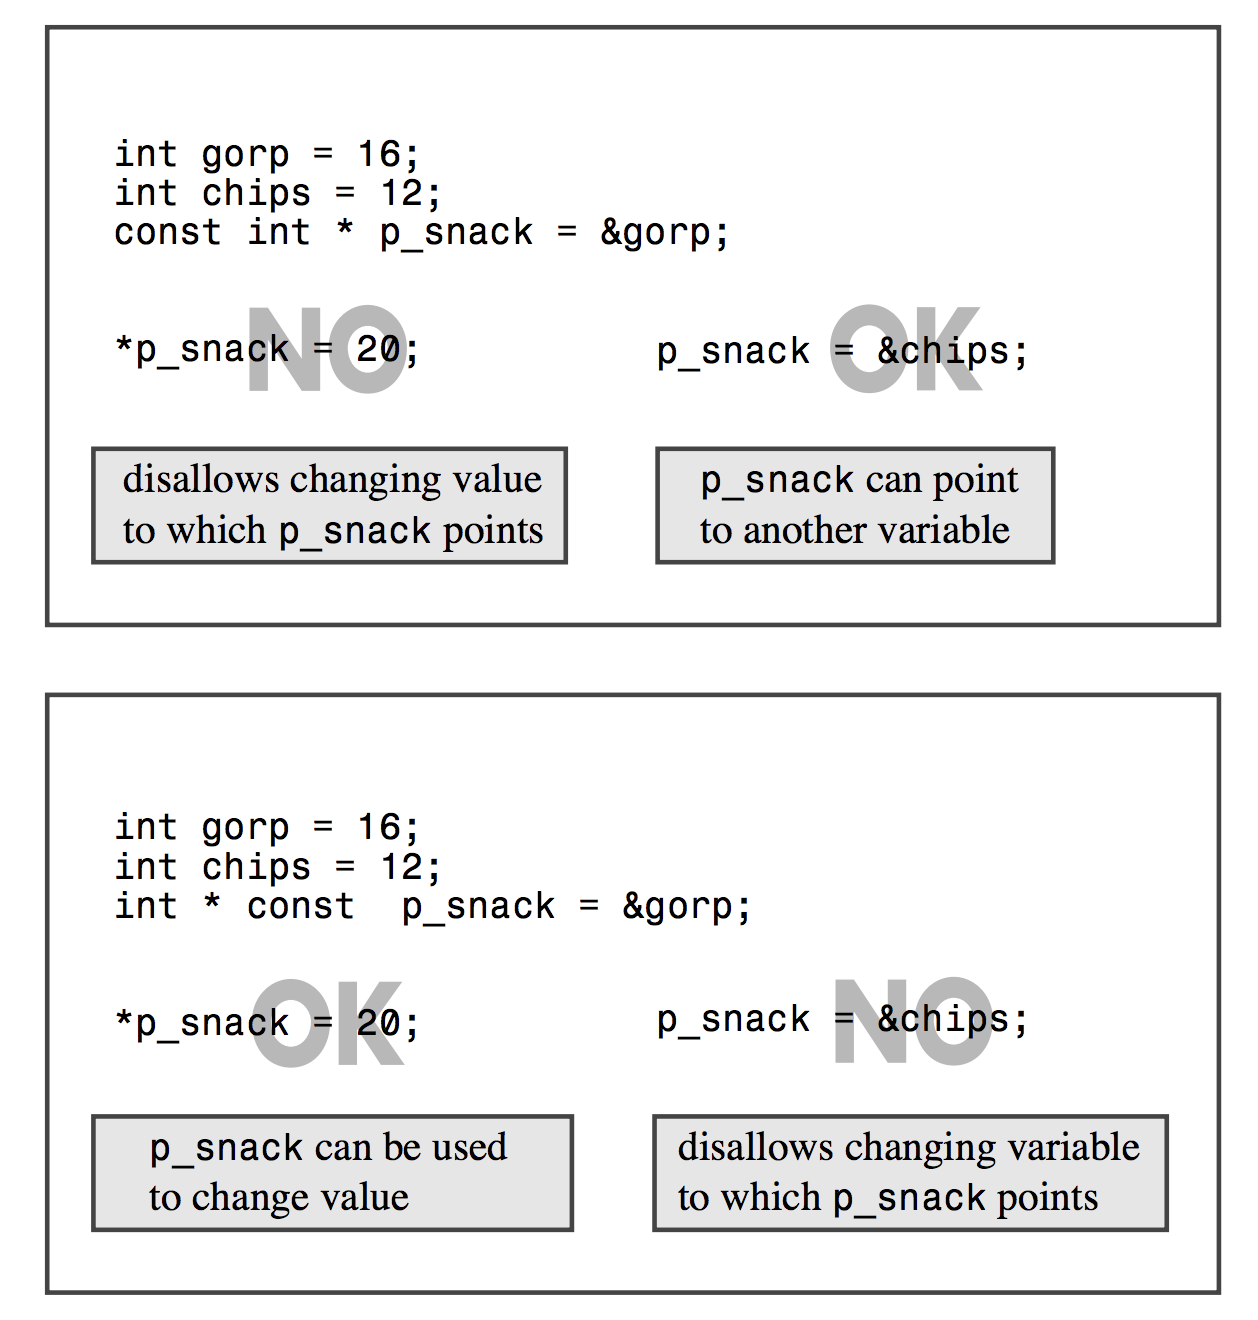 int gorp = 16;
int chips = 12;
const int * p_snack = &gorp;
NO
*p_snack = 20;
OK
p_snack = &chips;
disallows changing value
to which p_snack points
p_snack can point
to another variable
int gorp = 16;
int chips = 12;
int * const  p_snack = &gorp;
OK
*p_snack = 20;
NO
p_snack = &chips;
p_snack can be used
to change value
disallows changing variable
to which p_snack points